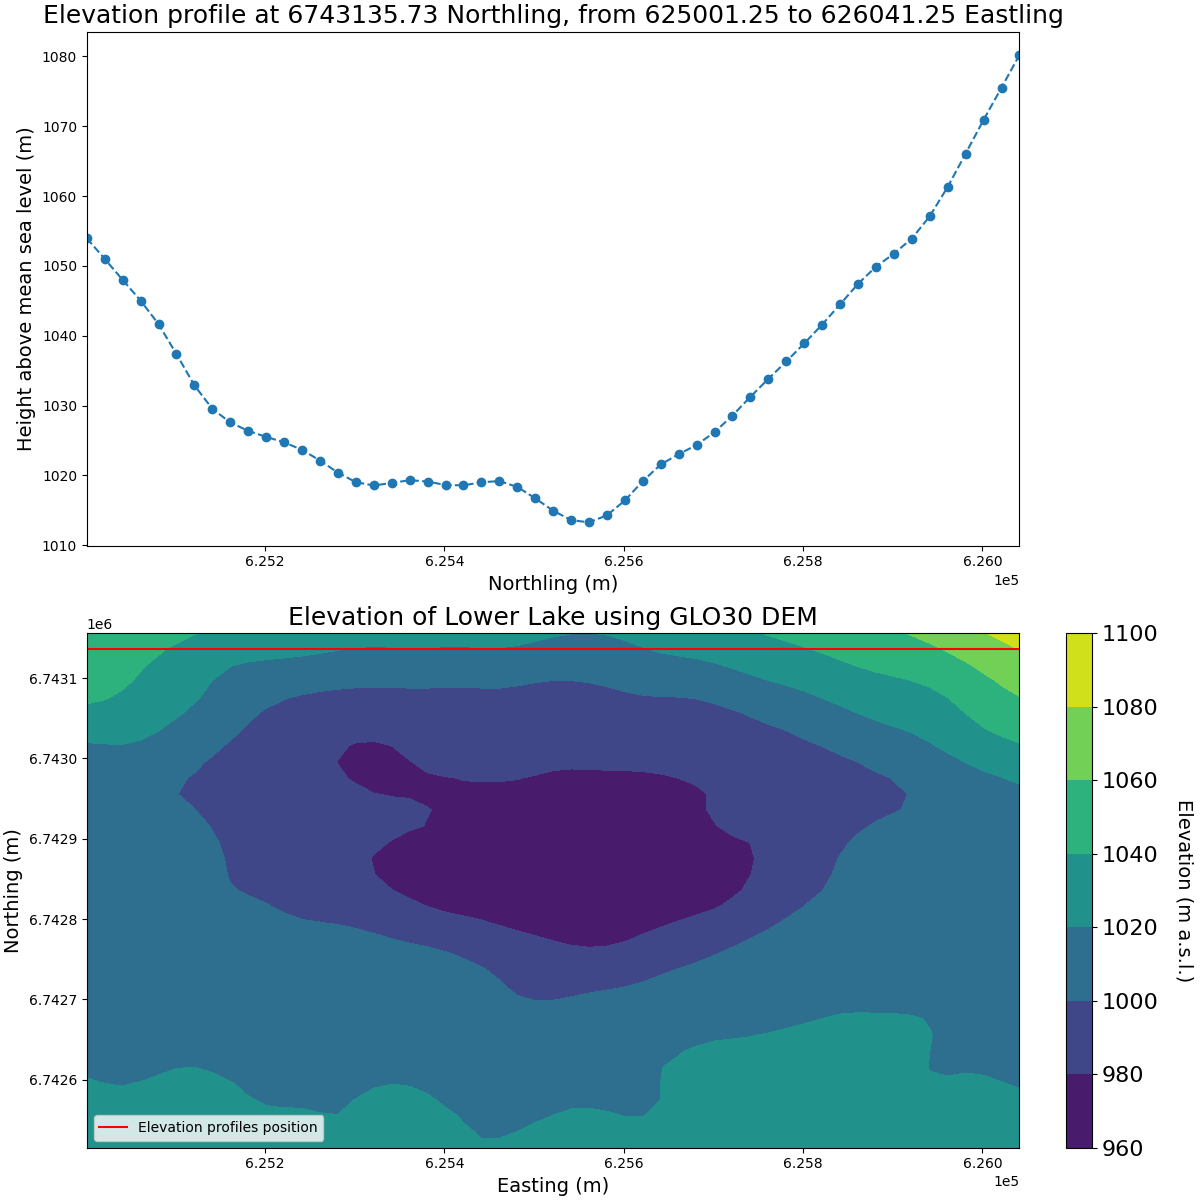 Elevation profile at 6743135.73 Northling, from 625001.25 to 626041.25 Eastling
Height above mean sea level (m)
1080
1070
1060
1050
1040
1030
1020
1010
6.252
6.254
6.256
6.258
6.260
1e5
Northling (m)
Elevation of Lower Lake using GLO30 DEM
1e6
Northing (m)
6.7431
6.7430
6.7429
6.7428
6.7427
6.7426
Elevation profiles position
6.252
6.254
6.256
6.258
6.260
1e5
Easting (m)
1100
1080
1060
1040
1020
1000
980
960
Elevation (m a.s.l.)